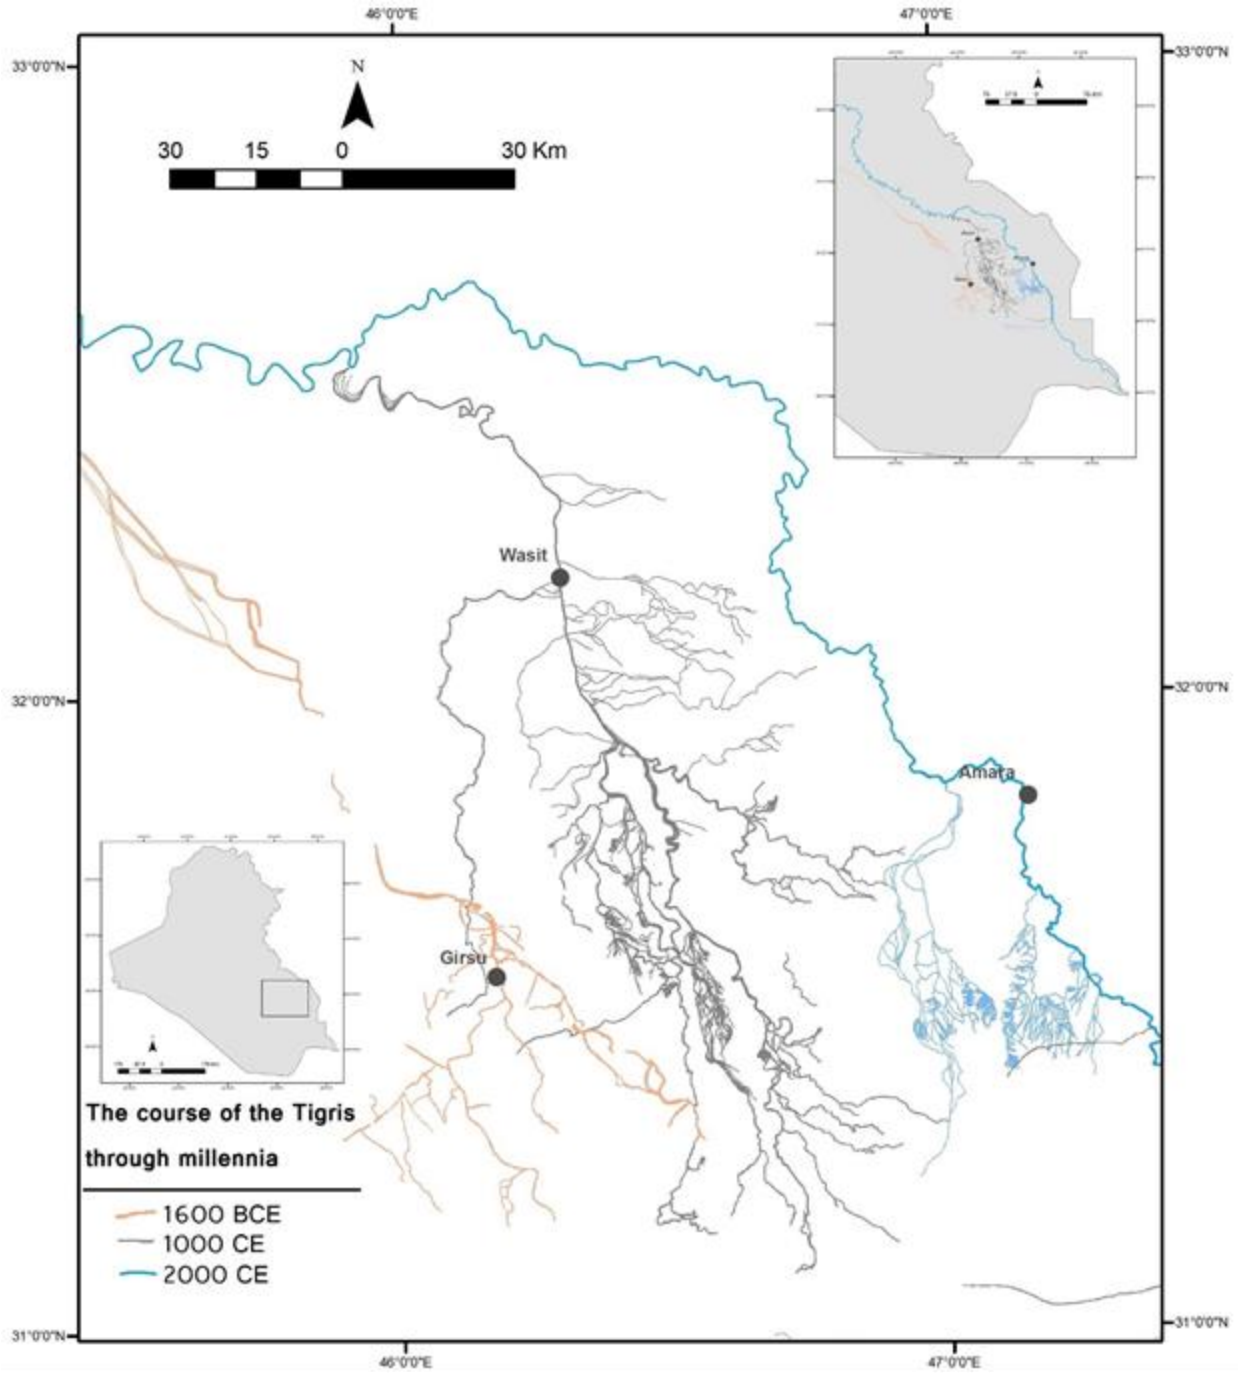 46°0'0"E 47°0'0"E
33°0'0"N 33°0'0"N
N
30 15 0 30 Km
Wasit
32°0'0"N 32°0'0"N
Amara
Girsu
The course of the Tigris
through millennia
1600 BCE
1000 CE
2000 CE
31°0'0"N 31°0'0"N
46°0'0"E 47°0'0"E